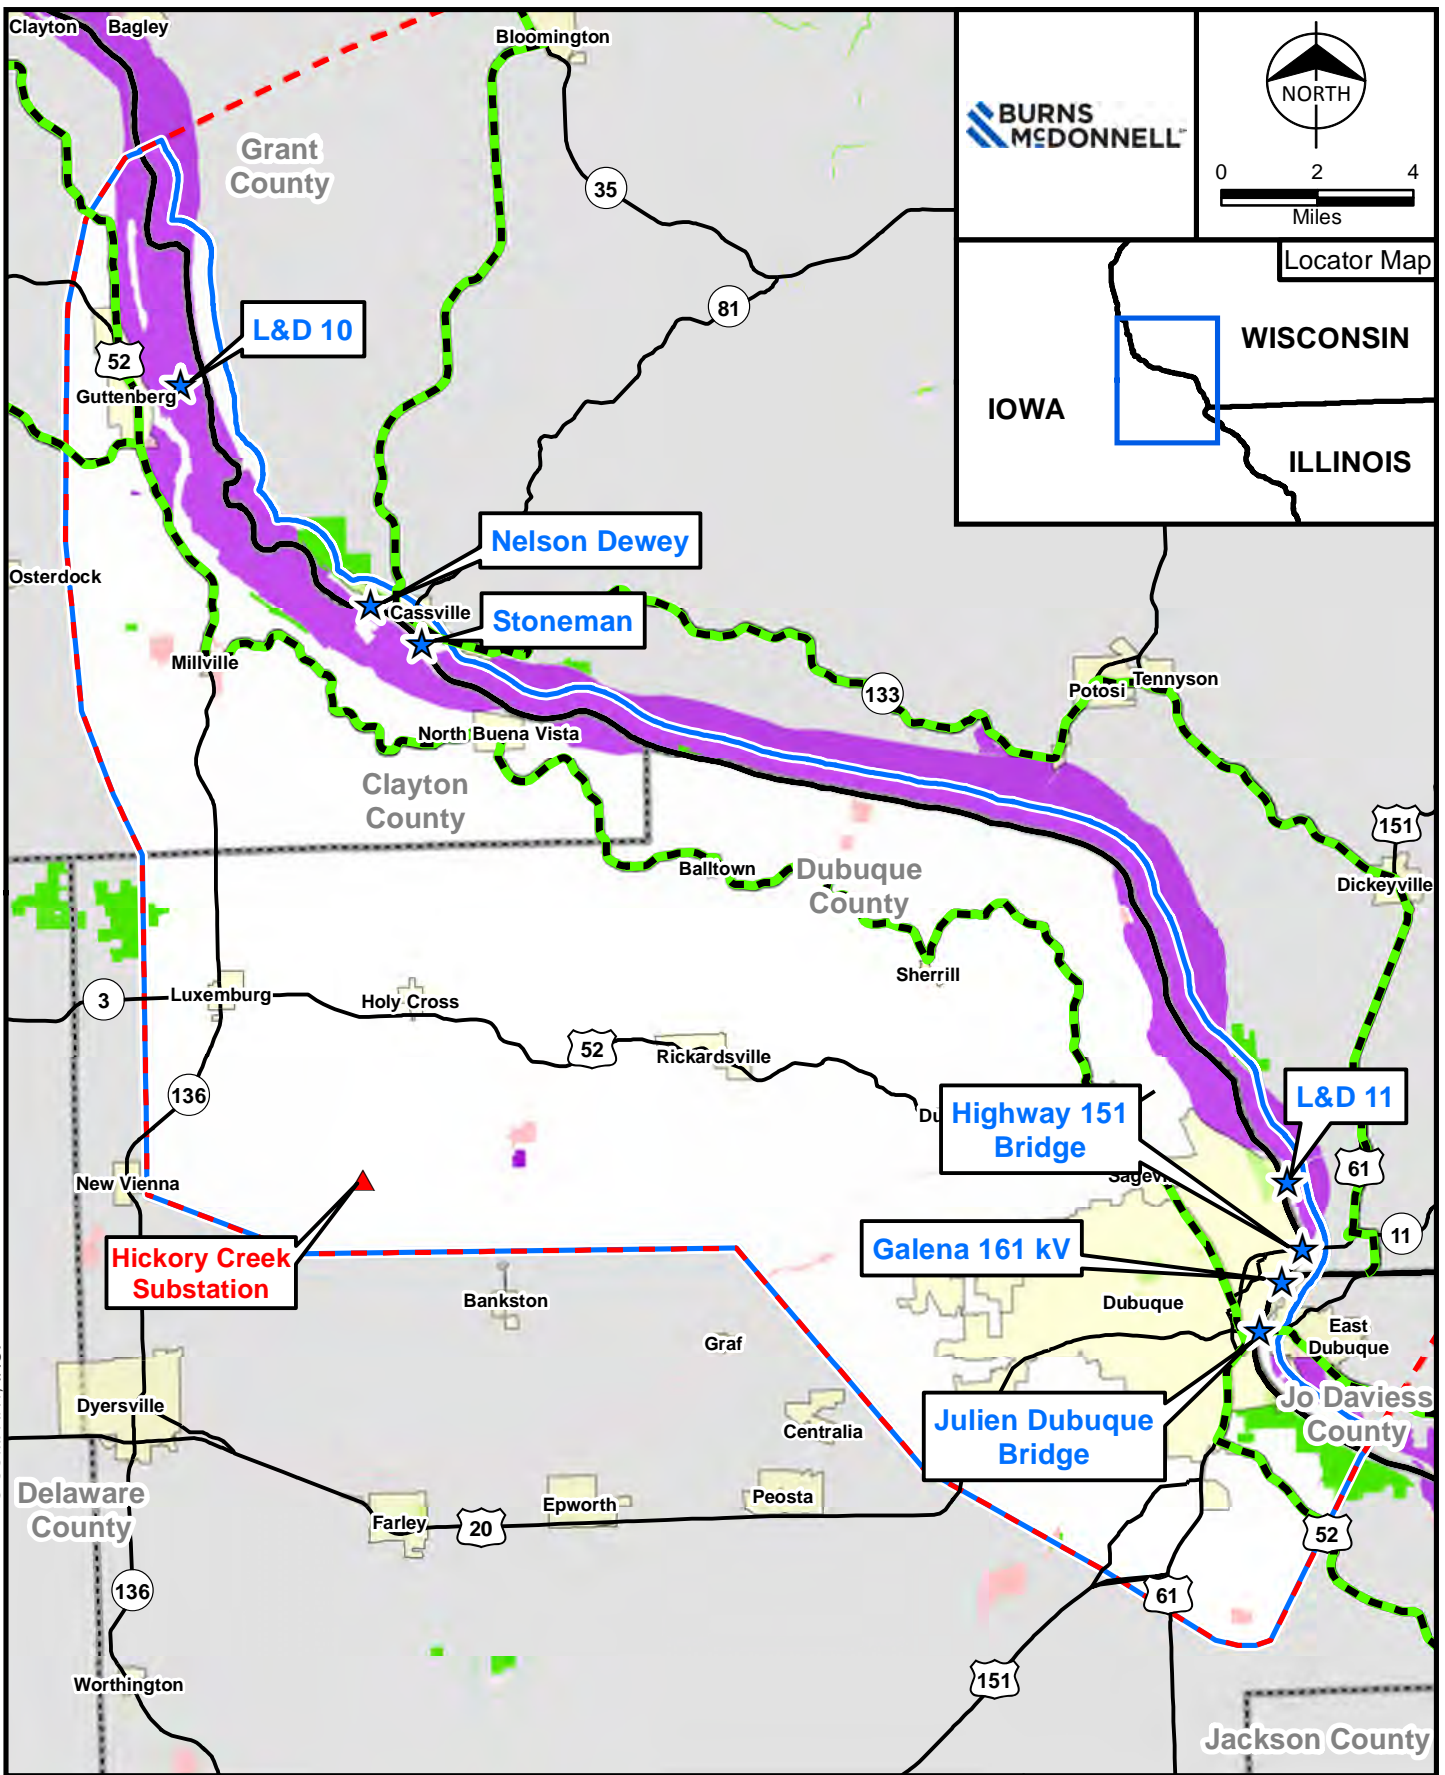 Clayton
Bagley
Bloomington
BURNS
McDONNELL
NORTH
0 2 4
Miles
Grant
County
35
Locator Map
81
WISCONSIN
L&D 10
52
IOWA
Guttenberg
ILLINOIS
Nelson Dewey
Osterdock
Cassville
Stoneman
Millville
133
Potosi
Tennyson
North Buena Vista
Clayton
County
151
Balltown
Dubuque
County
Dickeyville
Sherrill
3
Luxemburg
Holy Cross
52
Rickardsville
136
Highway 151
Bridge
L&D 11
Du
61
New Vienna
Sagevi
11
Hickory Creek
Substation
Galena 161 kV
Bankston
Dubuque
East
Dubuque
Graf
Dyersville
Jo Daviess
County
Julien Dubuque
Bridge
Centralia
Delaware
County
Peosta
Epworth
Farley
20
52
136
61
151
Worthington
Jackson County